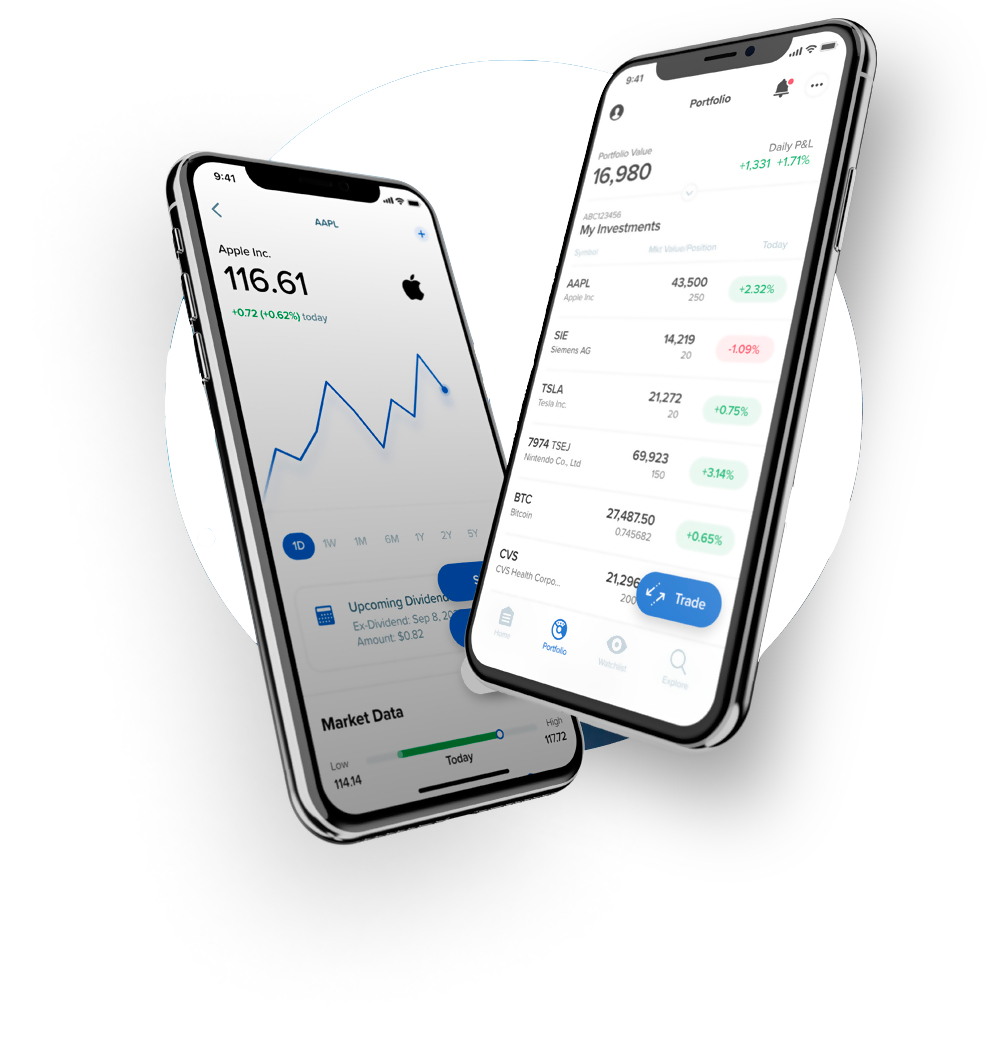 9:41
AAPL
+
Apple Inc.
116.61
+0.72 (+0.62%) today
1D 1W 1M 6M 1Y 2Y 5Y
Upcoming Dividend
Ex-Dividend: Sep 8, 20
Amount: $0.82
Market Data
Low
High
114.14
Today
117.72
9:41
Portfolio
Portfolio Value
Daily P&L
16,980
+1,331 +1.71%
ABC123456
My Investments
Symbol Mkt Value/Position Today
AAPL 43,500 +2.32%
Apple Inc 250
SIE 14,219 -1.09%
Siemens AG 20
TSLA 21,272 +0.75%
Tesla Inc. 20
7974 TSEJ 69,923 +3.14%
Nintendo Co., Ltd 150
BTC 27,487.50 +0.65%
Bitcoin 0.745682
CVS 21,296
CVS Health Corpo... 200
Trade
Home Portfolio Watchlist Explore